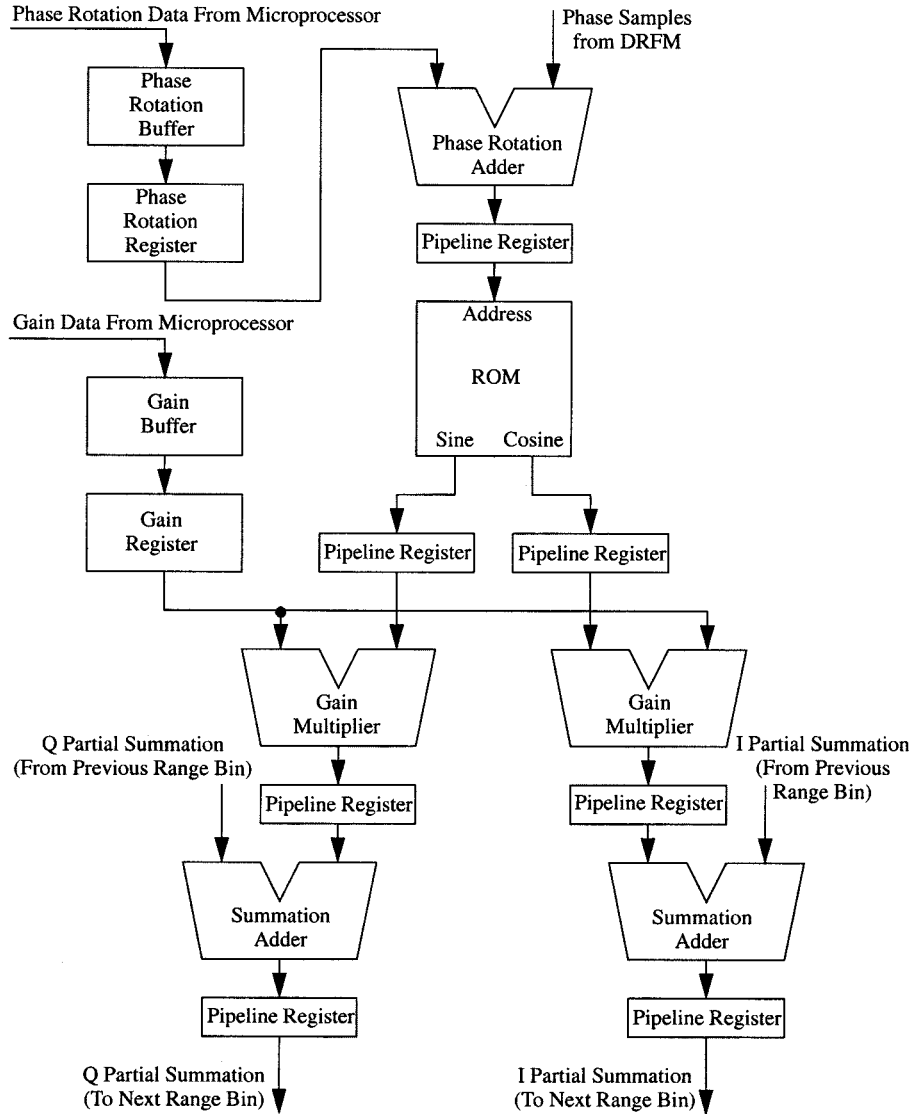 Phase Rotation Data From Microprocessor
Phase Samples
from DRFM
Phase
Rotation
Buffer
Phase Rotation
Adder
Phase
Rotation
Register
Pipeline Register
Gain Data From Microprocessor
Address
ROM
Sine Cosine
Gain
Buffer
Gain
Register
Pipeline Register
Pipeline Register
Gain
Multiplier
Gain
Multiplier
Q Partial Summation
(From Previous Range Bin)
I Partial Summation
(From Previous
Range Bin)
Pipeline Register
Pipeline Register
Summation
Adder
Summation
Adder
Pipeline Register
Pipeline Register
Q Partial Summation
(To Next Range Bin)
I Partial Summation
(To Next Range Bin)